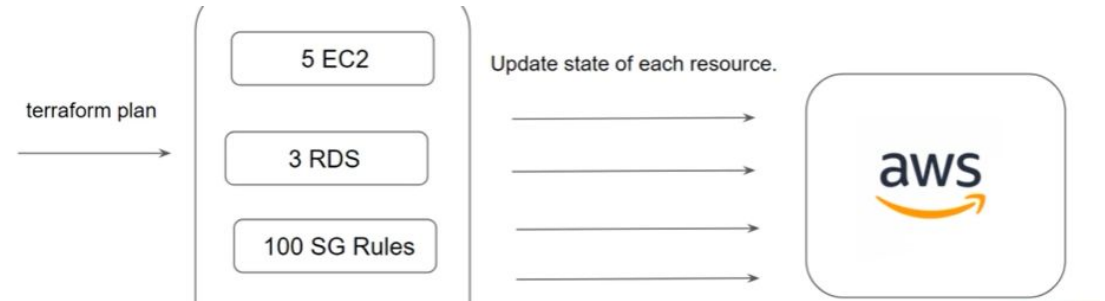 terraform plan
5 EC2
3 RDS
100 SG Rules
Update state of each resource.
aws